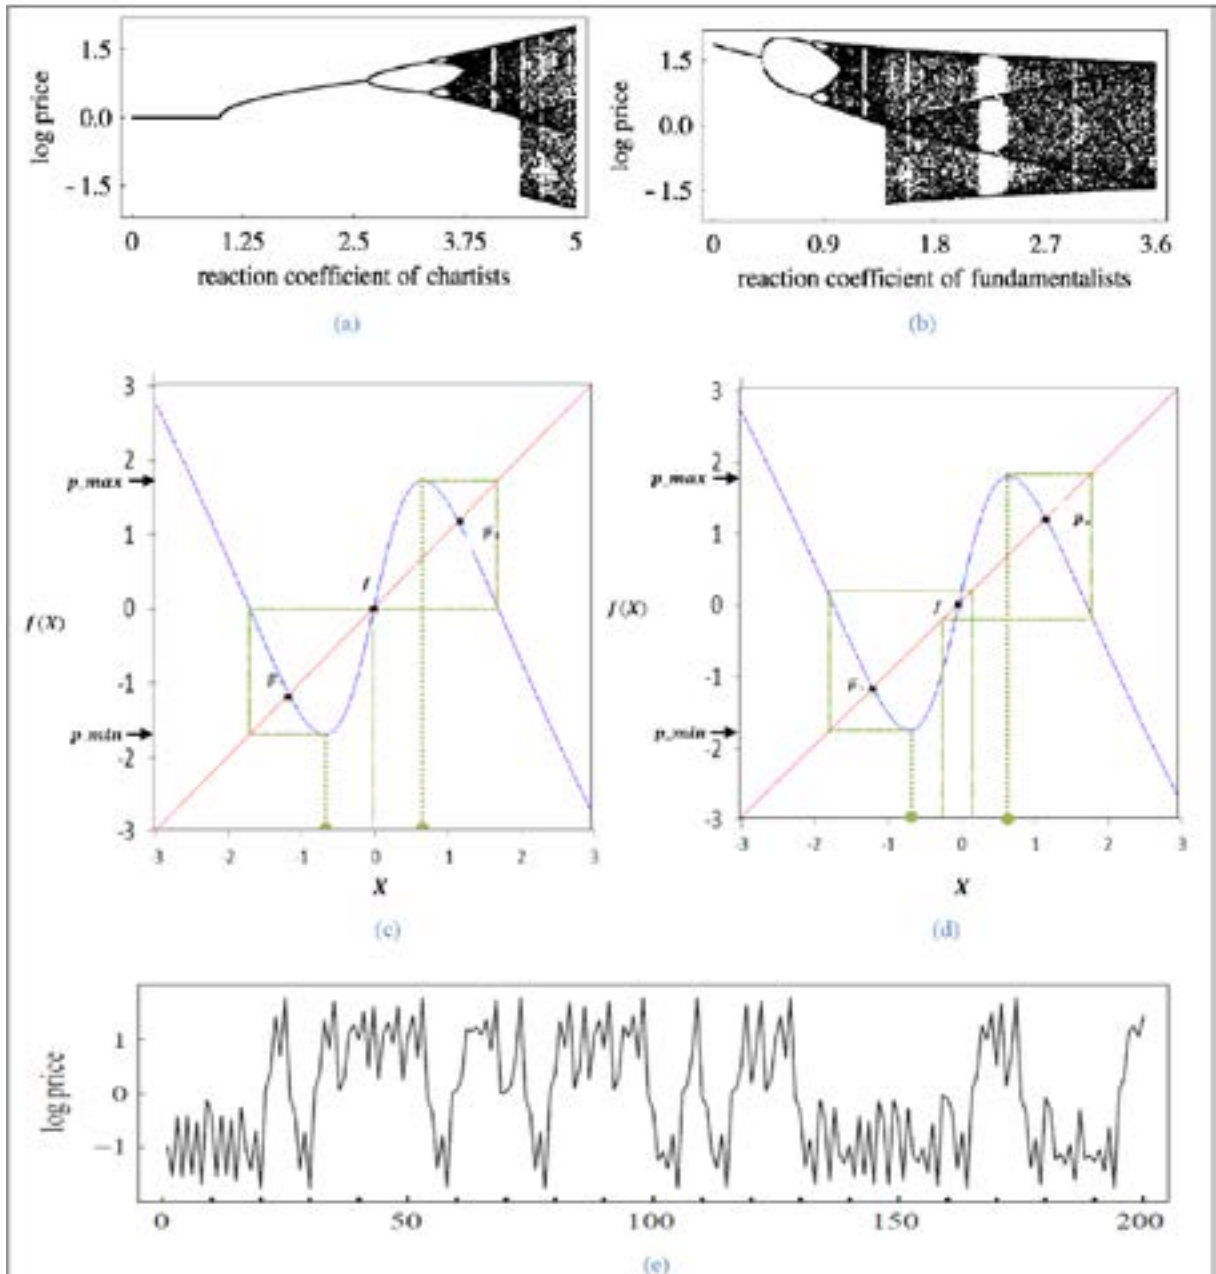 log price
1.5
0.0
- 1.5
0 1.25 2.5 3.75 5
reaction coefficient of chartists
(a)
log price
1.5
0.0
- 1.5
0 0.9 1.8 2.7 3.6
reaction coefficient of fundamentalists
(b)
3
2
p_max
1
f
0
f(X)
-1
p_min
-2
-3
-3 -2 -1 0 1 2 3
X
(c)
3
2
p_max
1
f
0
f(X)
-1
p_min
-2
-3
-3 -2 -1 0 1 2 3
X
(d)
log price
1
0
-1
0 50 100 150 200
(e)